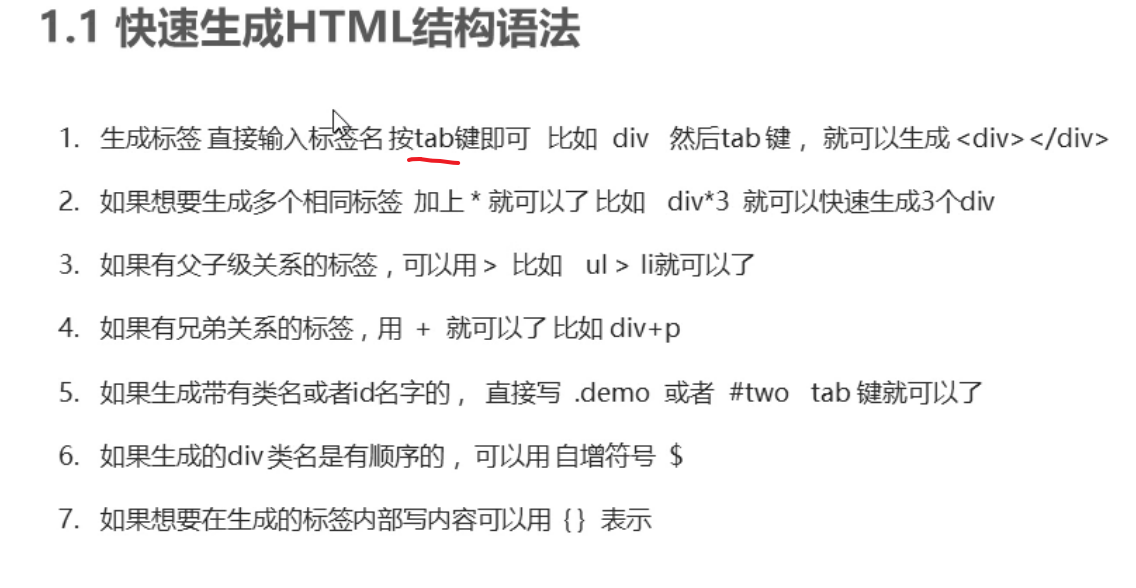 1.1 快速生成HTML结构语法
1. 生成标签 直接输入标签名 按tab键即可 比如 div 然后tab 键， 就可以生成 <div></div>
2. 如果想要生成多个相同标签 加上 * 就可以了 比如 div*3 就可以快速生成3个div
3. 如果有父子级关系的标签，可以用 > 比如 ul > li就可以了
4. 如果有兄弟关系的标签，用 + 就可以了 比如 div+p
5. 如果生成带有类名或者id名字的， 直接写 .demo 或者 #two tab 键就可以了
6. 如果生成的div 类名是有顺序的， 可以用 自增符号 $
7. 如果想要在生成的标签内部写内容可以用 { } 表示